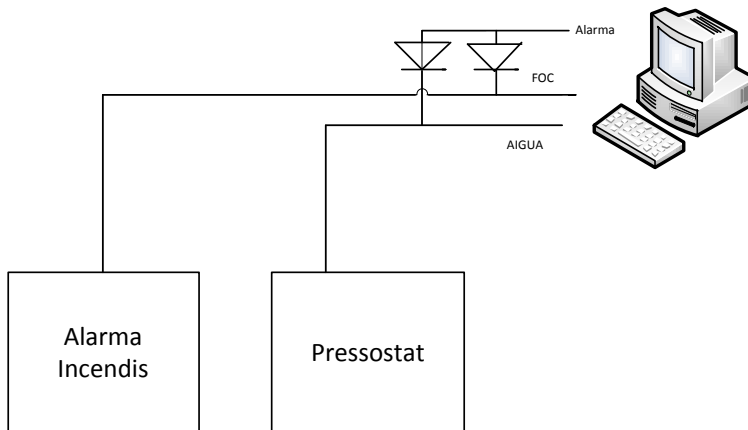 Alarma
FOC
AIGUA
Alarma
Incendis
Pressostat